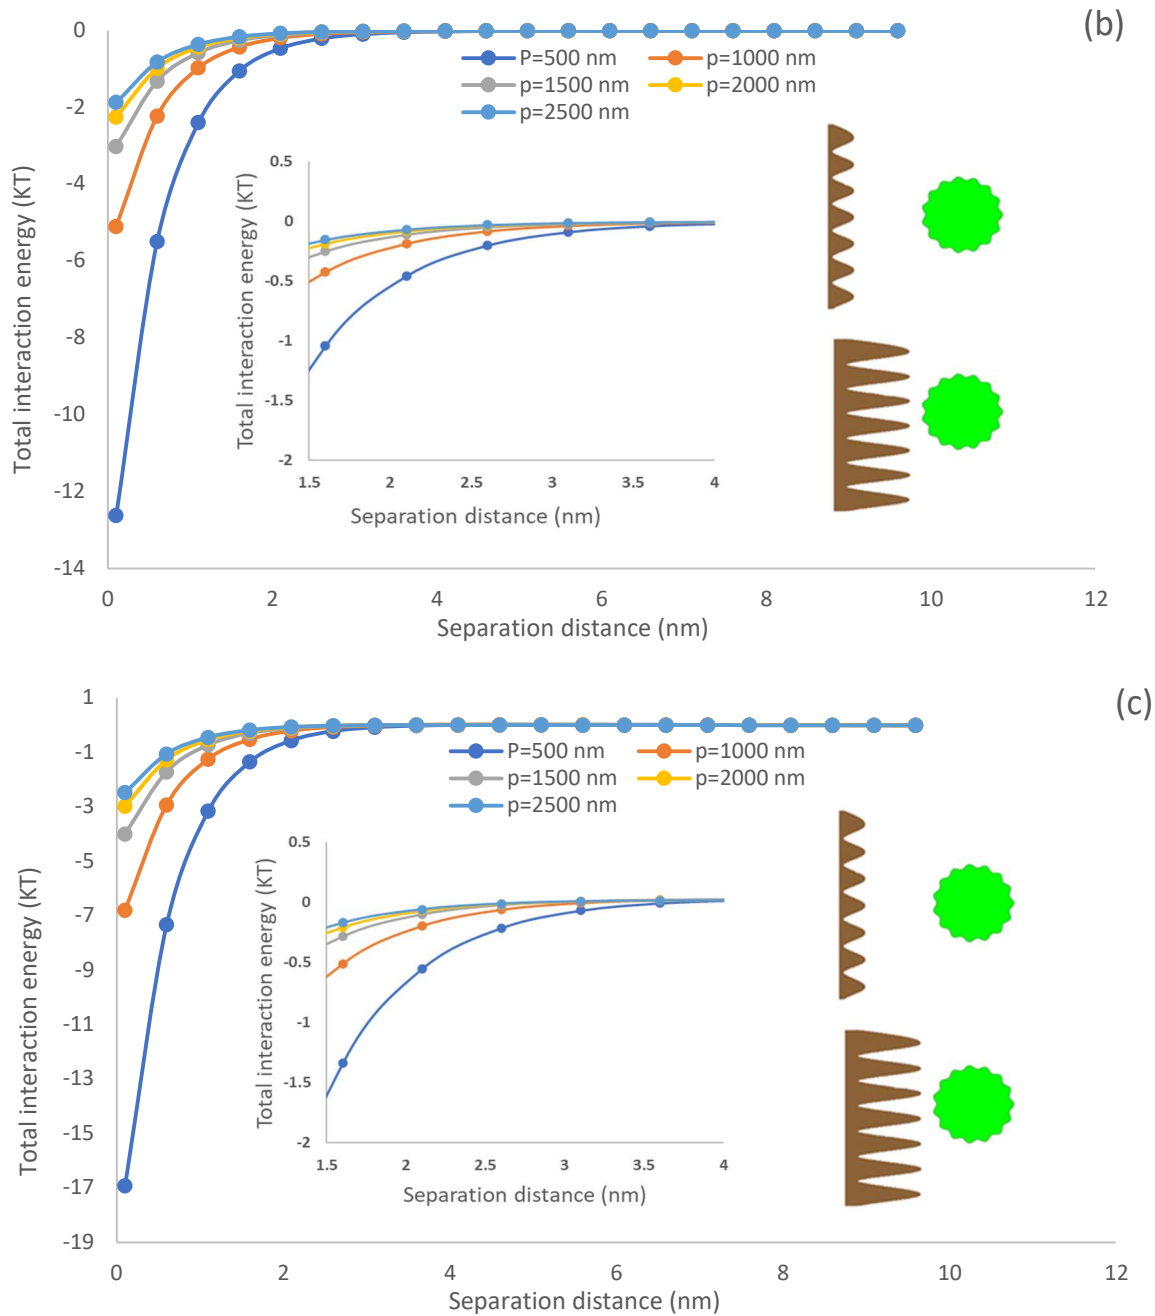 (b)
0
-2
-4
-6
-8
-10
-12
-14
Total interaction energy (KT)
P=500 nm p=1000 nm
p=1500 nm p=2000 nm
p=2500 nm
0.5
0
-0.5
-1
-1.5
-2
Total interaction energy (KT)
1.5 2 2.5 3 3.5 4
Separation distance (nm)
0 2 4 6 8 10 12
Separation distance (nm)
(c)
1
-1
-3
-5
-7
-9
-11
-13
-15
-17
-19
Total interaction energy (KT)
P=500 nm p=1000 nm
p=1500 nm p=2000 nm
p=2500 nm
0.5
0
-0.5
-1
-1.5
-2
Total interaction energy (KT)
1.5 2 2.5 3 3.5 4
Separation distance (nm)
0 2 4 6 8 10 12
Separation distance (nm)